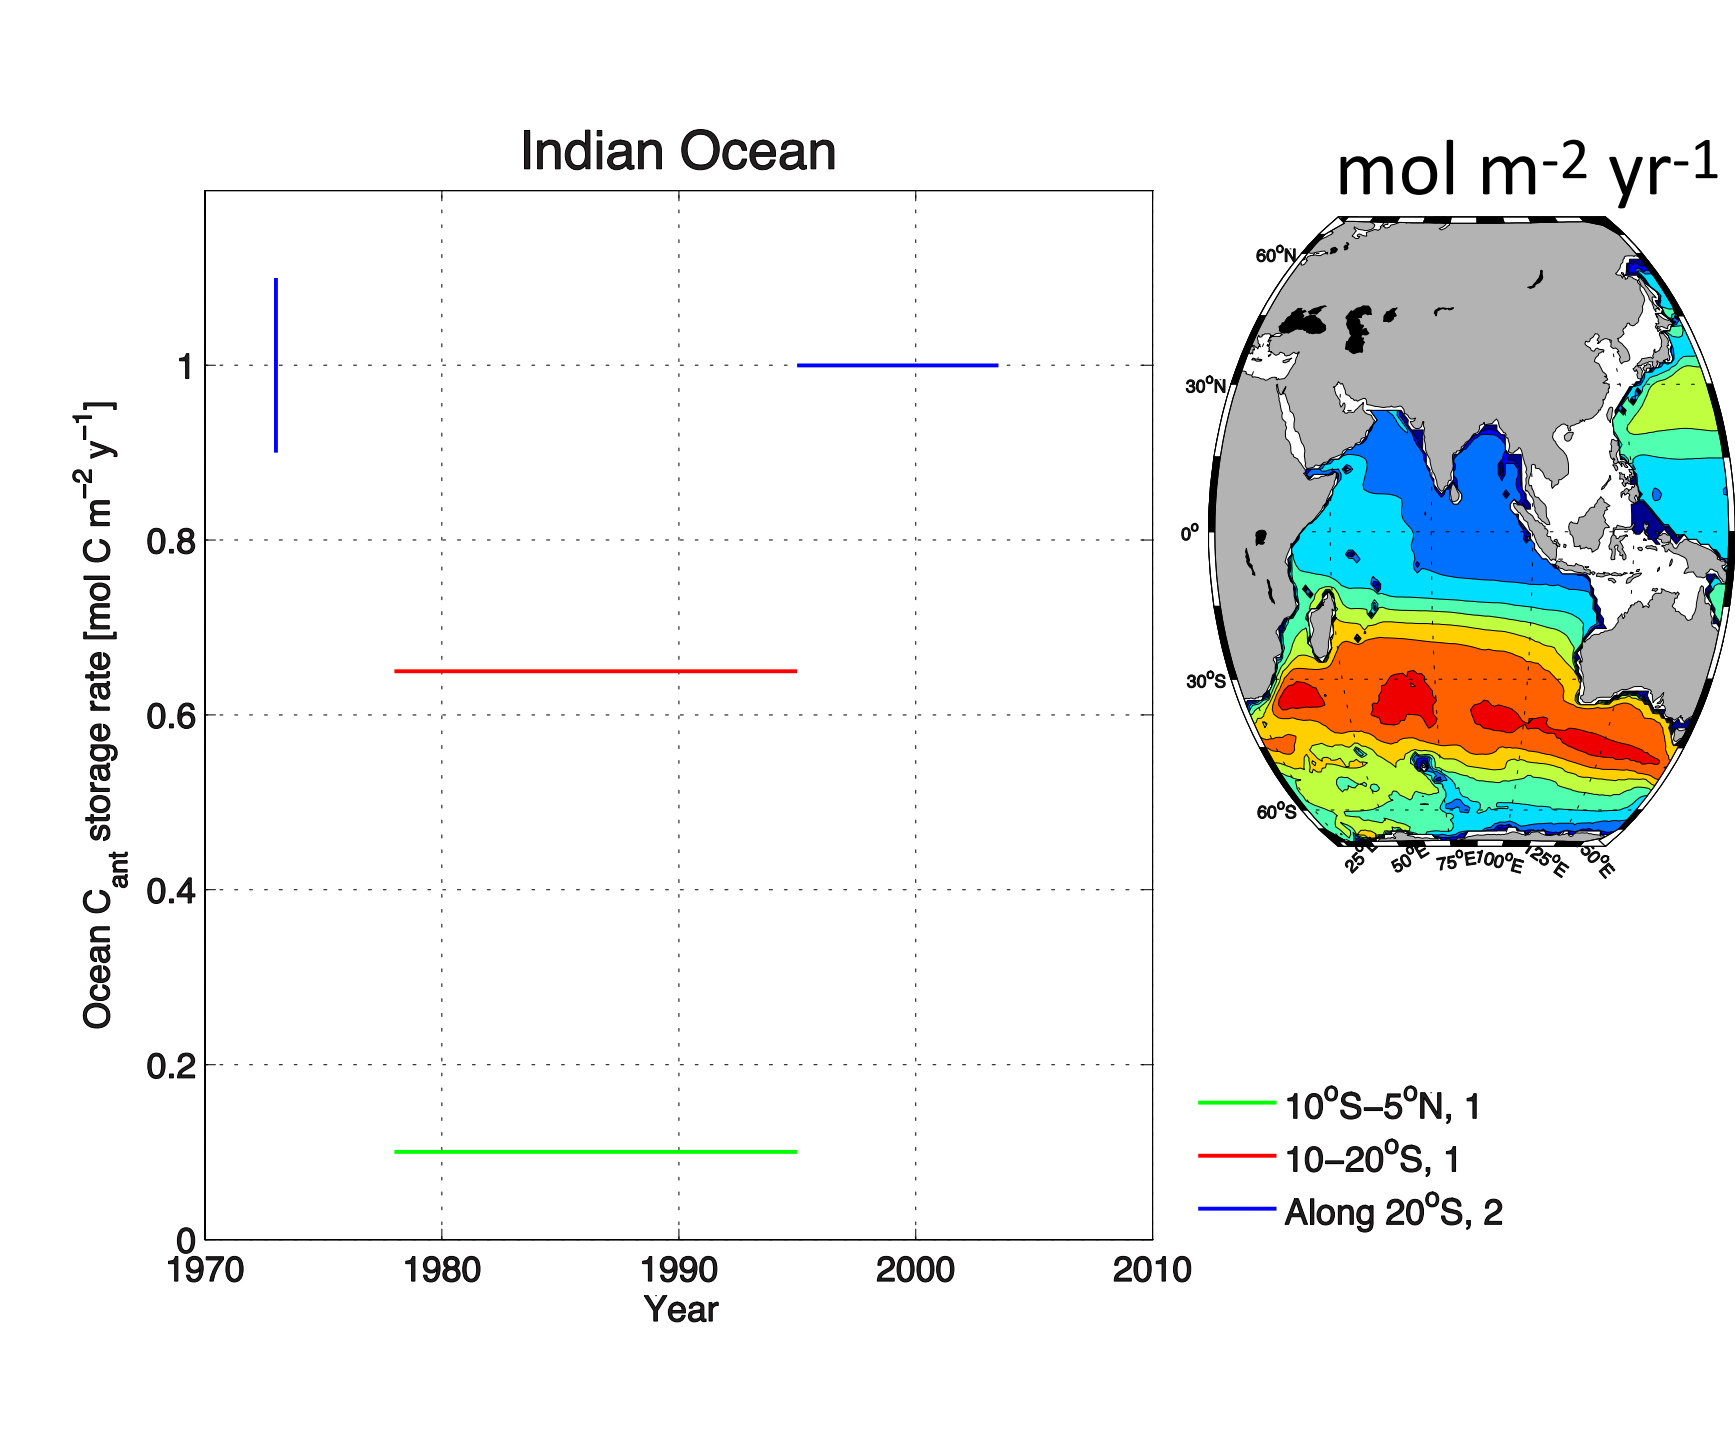 Indian Ocean
mol m-2 yr-1
Ocean Cant storage rate [mol C m−2 y−1]
1
0.8
0.6
0.4
0.2
0
1970 1980 1990 2000 2010
Year
60oN
30oN
0o
30oS
60oS
25oE 50oE 75oE 100oE 125oE 50oE
10oS−5oN, 1
10−20oS, 1
Along 20oS, 2